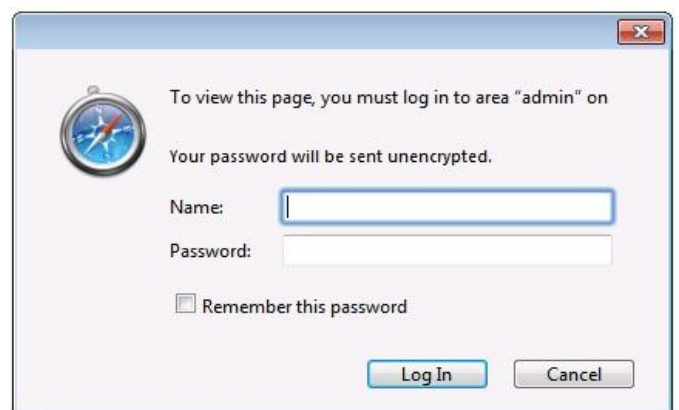 To view this page, you must log in to area “admin” on
Your password will be sent unencrypted.
Name:
Password:
Remember this password
Log In Cancel